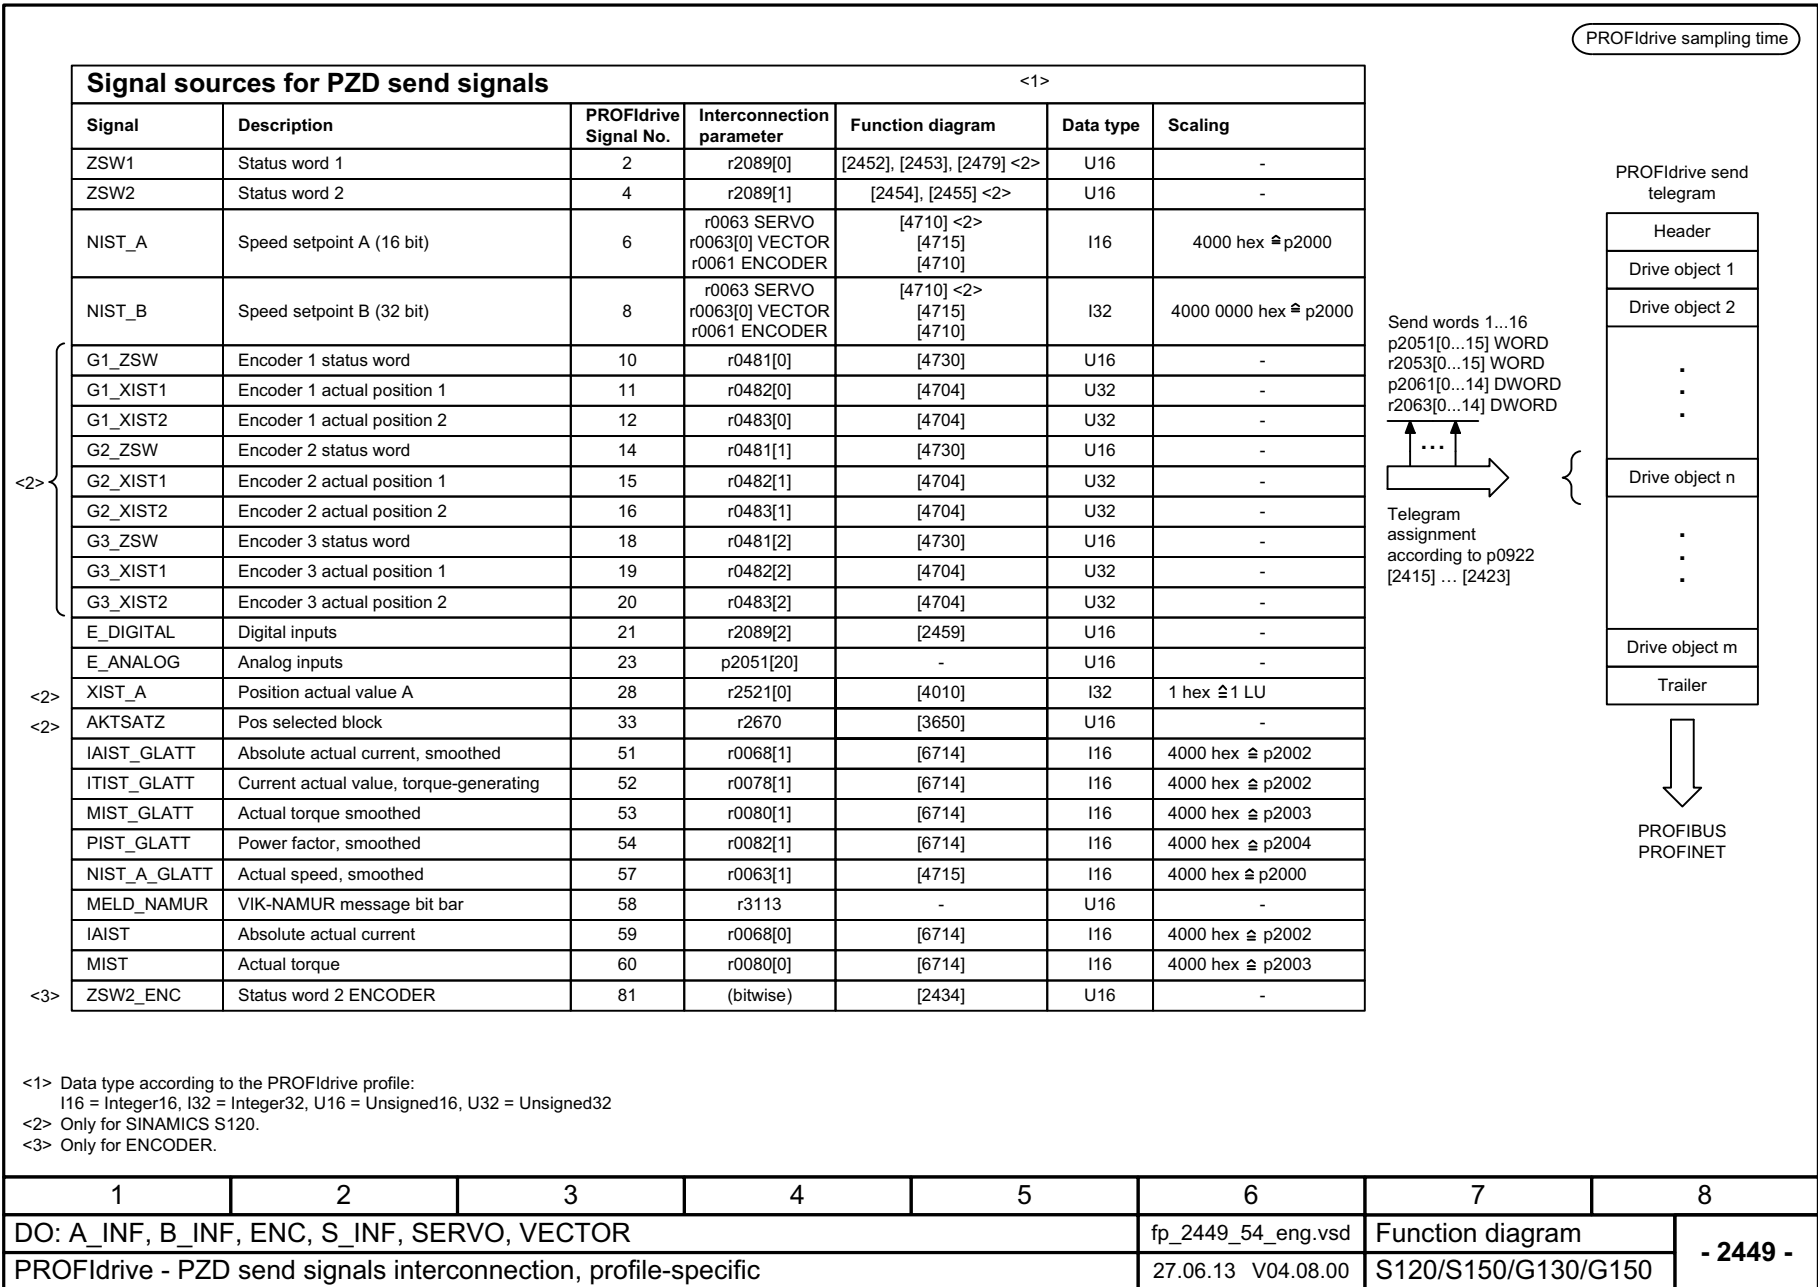 PROFIdrive sampling time
Signal sources for PZD send signals <1>
Signal Description PROFIdrive Signal No. Interconnection parameter Function diagram Data type Scaling
ZSW1 Status word 1 2 r2089[0] [2452], [2453], [2479] <2> U16 -
ZSW2 Status word 2 4 r2089[1] [2454], [2455] <2> U16 -
NIST_A Speed setpoint A (16 bit) 6 r0063 SERVO r0063[0] VECTOR r0061 ENCODER [4710] <2> [4715] [4710] I16 4000 hex ≙ p2000
NIST_B Speed setpoint B (32 bit) 8 r0063 SERVO r0063[0] VECTOR r0061 ENCODER [4710] <2> [4715] [4710] I32 4000 0000 hex ≙ p2000
G1_ZSW Encoder 1 status word 10 r0481[0] [4730] U16 -
G1_XIST1 Encoder 1 actual position 1 11 r0482[0] [4704] U32 -
G1_XIST2 Encoder 1 actual position 2 12 r0483[0] [4704] U32 -
G2_ZSW Encoder 2 status word 14 r0481[1] [4730] U16 -
<2> G2_XIST1 Encoder 2 actual position 1 15 r0482[1] [4704] U32 -
G2_XIST2 Encoder 2 actual position 2 16 r0483[1] [4704] U32 -
G3_ZSW Encoder 3 status word 18 r0481[2] [4730] U16 -
G3_XIST1 Encoder 3 actual position 1 19 r0482[2] [4704] U32 -
G3_XIST2 Encoder 3 actual position 2 20 r0483[2] [4704] U32 -
E_DIGITAL Digital inputs 21 r2089[2] [2459] U16 -
E_ANALOG Analog inputs 23 p2051[20] - U16 -
<2> XIST_A Position actual value A 28 r2521[0] [4010] I32 1 hex ≙ 1 LU
<2> AKTSATZ Pos selected block 33 r2670 [3650] U16 -
IAIST_GLATT Absolute actual current, smoothed 51 r0068[1] [6714] I16 4000 hex ≙ p2002
ITIST_GLATT Current actual value, torque-generating 52 r0078[1] [6714] I16 4000 hex ≙ p2002
MIST_GLATT Actual torque smoothed 53 r0080[1] [6714] I16 4000 hex ≙ p2003
PIST_GLATT Power factor, smoothed 54 r0082[1] [6714] I16 4000 hex ≙ p2004
NIST_A_GLATT Actual speed, smoothed 57 r0063[1] [4715] I16 4000 hex ≙ p2000
MELD_NAMUR VIK-NAMUR message bit bar 58 r3113 - U16 -
IAIST Absolute actual current 59 r0068[0] [6714] I16 4000 hex ≙ p2002
MIST Actual torque 60 r0080[0] [6714] I16 4000 hex ≙ p2003
<3> ZSW2_ENC Status word 2 ENCODER 81 (bitwise) [2434] U16 -
Send words 1...16
p2051[0...15] WORD
r2053[0...15] WORD
p2061[0...14] DWORD
r2063[0...14] DWORD
...
Telegram
assignment
according to p0922
[2415] … [2423]
PROFIdrive send
telegram
Header
Drive object 1
Drive object 2
.
.
.
Drive object n
.
.
.
Drive object m
Trailer
PROFIBUS
PROFINET
<1> Data type according to the PROFIdrive profile:
I16 = Integer16, I32 = Integer32, U16 = Unsigned16, U32 = Unsigned32
<2> Only for SINAMICS S120.
<3> Only for ENCODER.
1 2 3 4 5 6 7 8
DO: A_INF, B_INF, ENC, S_INF, SERVO, VECTOR fp_2449_54_eng.vsd Function diagram
- 2449 -
PROFIdrive - PZD send signals interconnection, profile-specific 27.06.13 V04.08.00 S120/S150/G130/G150